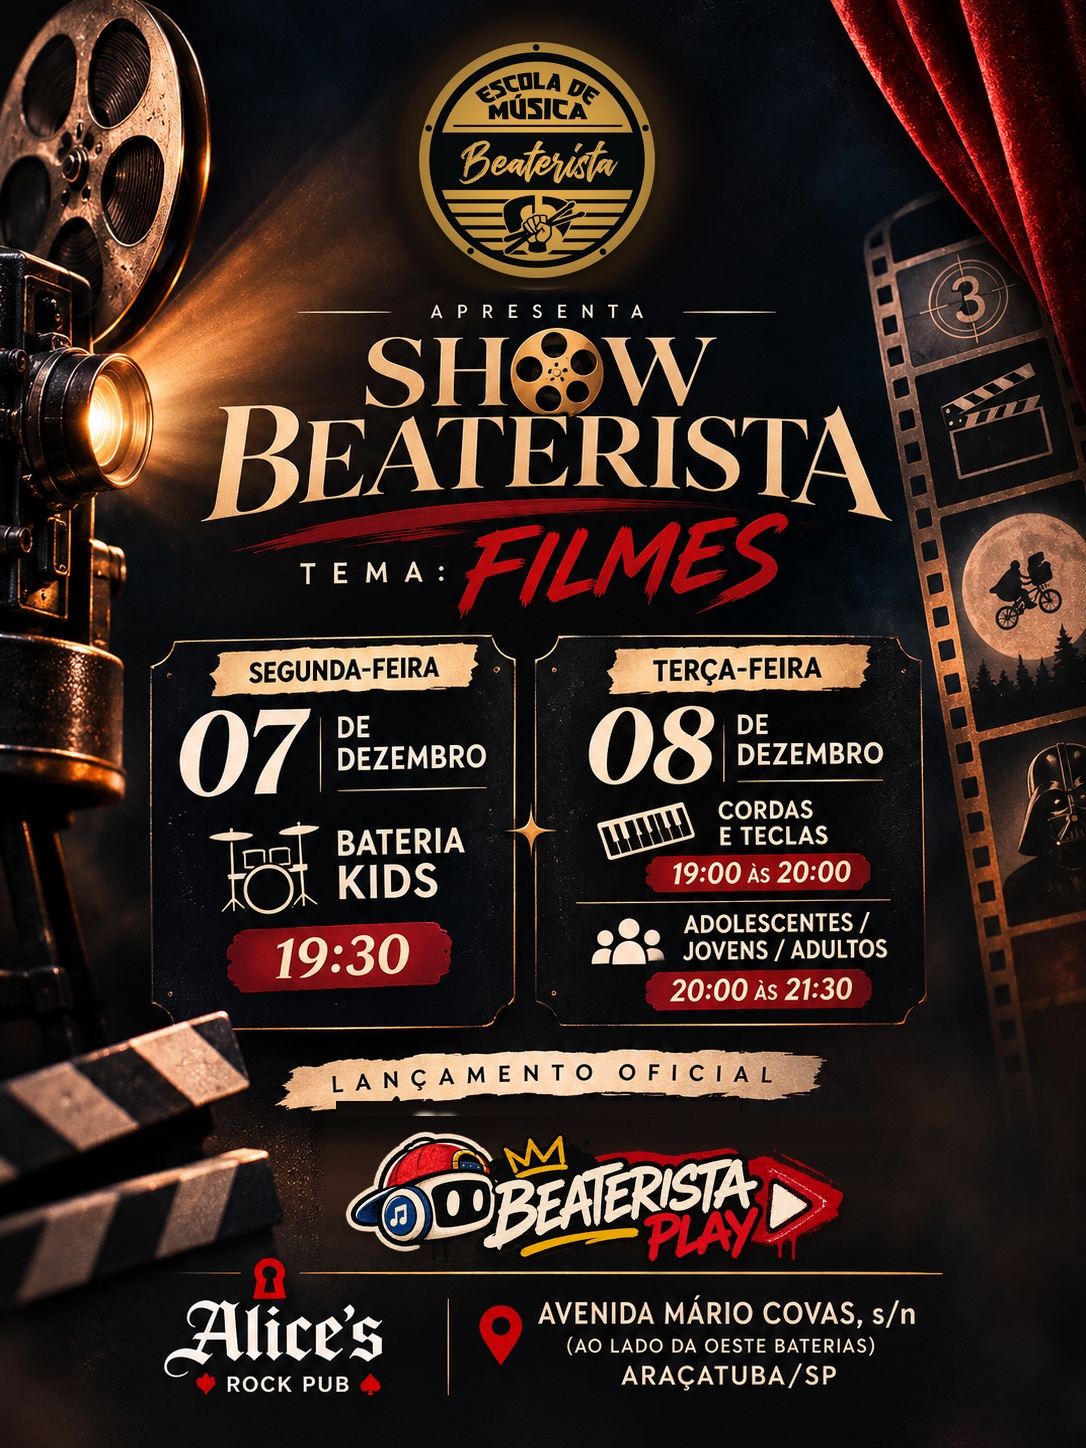 ESCOLA DE
MÚSICA
Beaterista
APRESENTA
SHOW
BEATERISTA
TEMA: FILMES
SEGUNDA-FEIRA
07 DE
DEZEMBRO
BATERIA
KIDS
19:30
TERÇA-FEIRA
08 DE
DEZEMBRO
CORDAS
E TECLAS
19:00 ÀS 20:00
ADOLESCENTES /
JOVENS / ADULTOS
20:00 ÀS 21:30
3
LANÇAMENTO OFICIAL
BEATERISTA
PLAY
Alice's
ROCK PUB
AVENIDA MÁRIO COVAS, s/n
(AO LADO DA OESTE BATERIAS)
ARAÇATUBA/SP